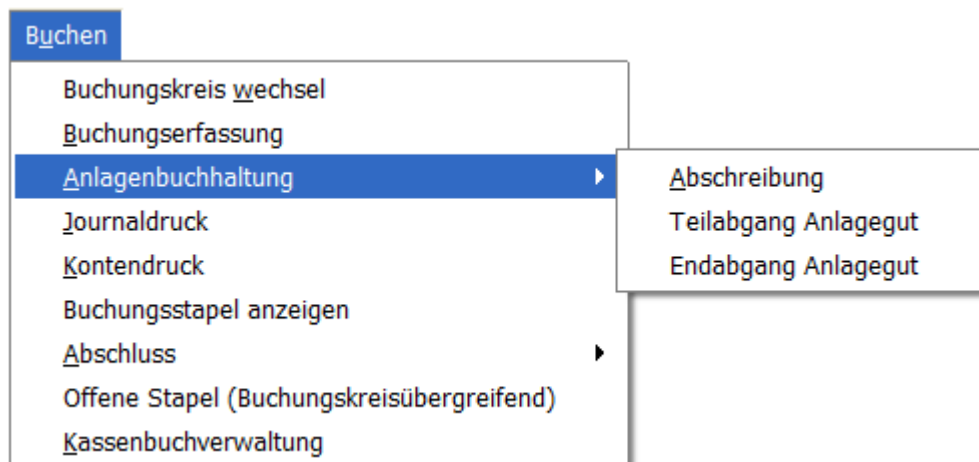 Buchen
Buchungskreis wechsel
Buchungserfassung
Anlagenbuchhaltung
Abschreibung
Journaldruck
Teilabgang Anlagegut
Kontendruck
Endabgang Anlagegut
Buchungsstapel anzeigen
Abschluss
Offene Stapel (Buchungskreisübergreifend)
Kassenbuchverwaltung